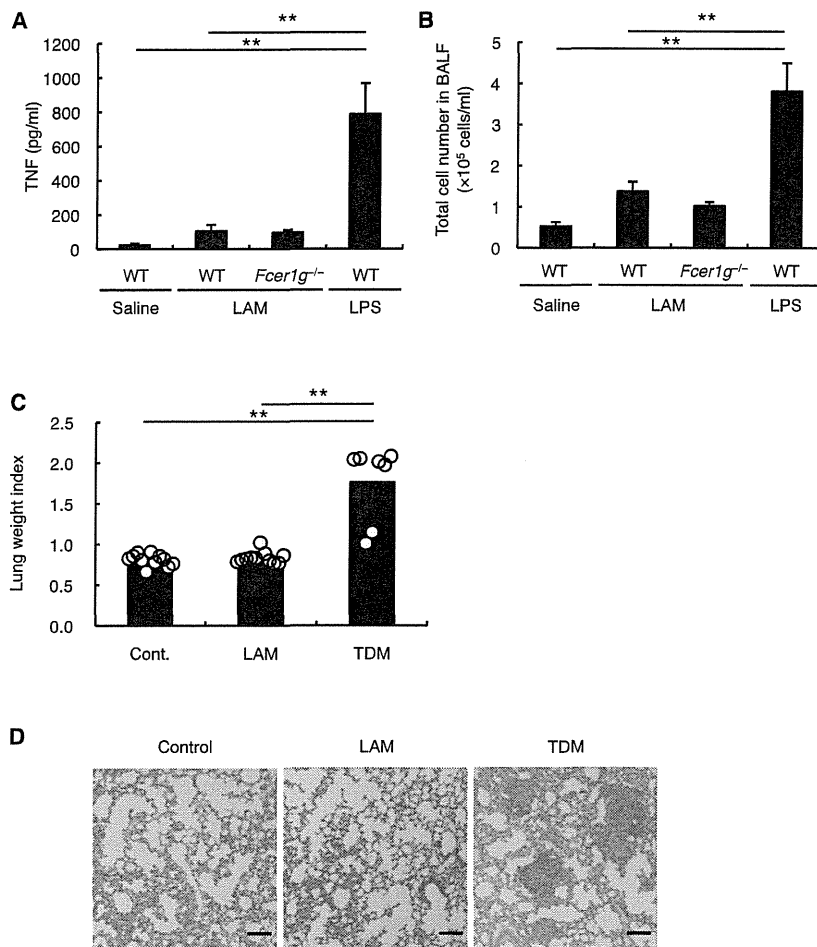 A
**
**
1200
1000
800
600
400
200
0
TNF (pg/ml)
WT WT Fcer1g–/– WT
Saline LAM LPS
B
**
**
5
4
3
2
1
0
Total cell number in BALF
(×10⁵ cells/ml)
WT WT Fcer1g–/– WT
Saline LAM LPS
C
**
**
2.5
2.0
1.5
1.0
0.5
0.0
Lung weight index
Cont. LAM TDM
D
Control LAM TDM